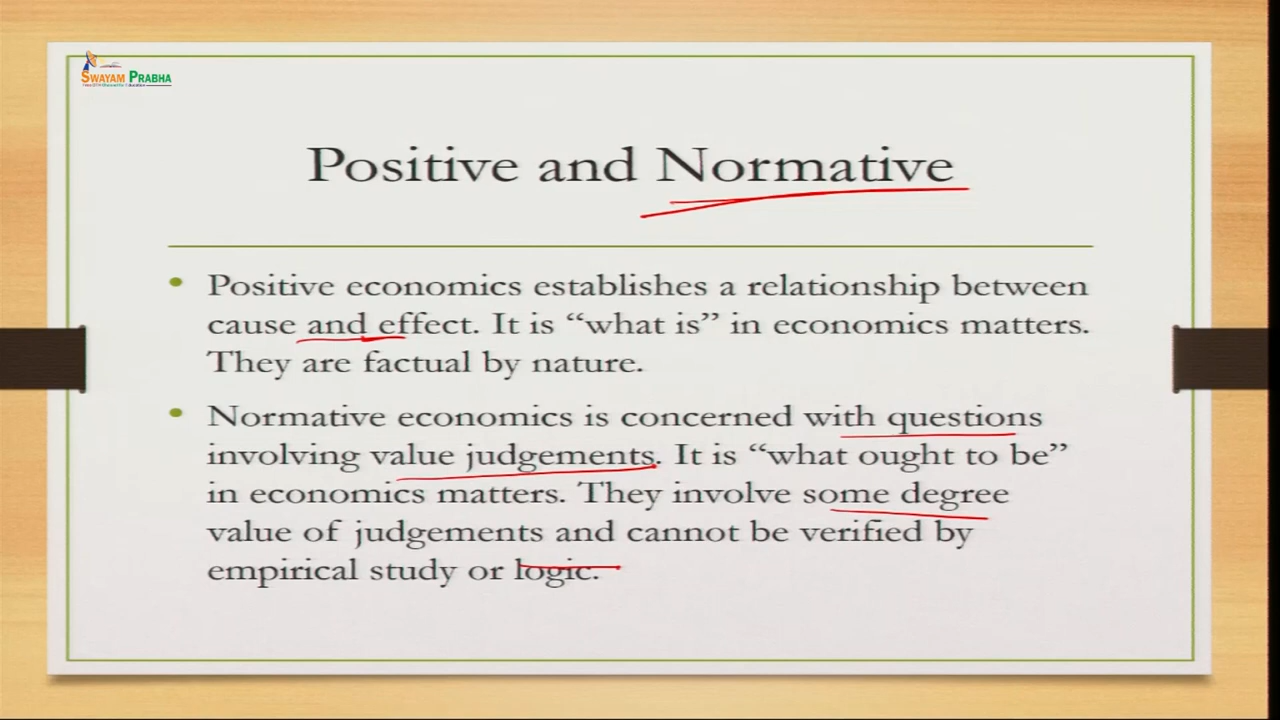 SWAYAM PRABHA
Positive and Normative
• Positive economics establishes a relationship between
cause and effect. It is “what is” in economics matters.
They are factual by nature.
• Normative economics is concerned with questions
involving value judgements. It is “what ought to be”
in economics matters. They involve some degree
value of judgements and cannot be verified by
empirical study or logic.